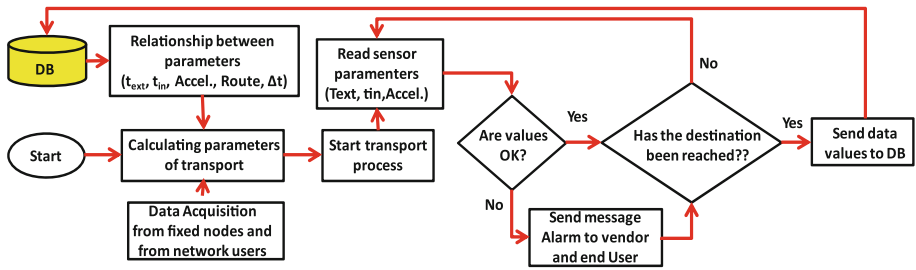 DB
Relationship between
parameters
(t_ext, t_in, Accel., Route, Δt)
Read sensor
paramenters
(Text, tin,Accel.)
No
Start
Calculating parameters
of transport
Start transport
process
Are values
OK?
Yes
Has the destination
been reached??
Yes
Send data
values to DB
Data Acquisition
from fixed nodes and
from network users
No
Send message
Alarm to vendor
and end User